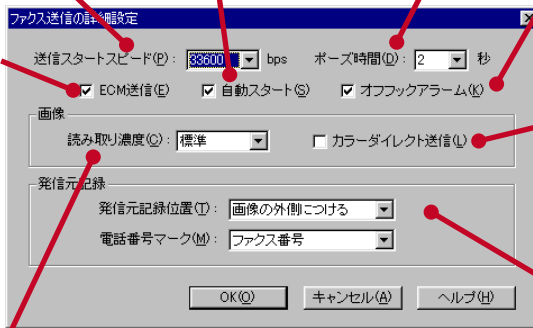 ファクス送信の詳細設定
送信スタートスピード(P): 33600 bps ポーズ時間(D): 2 秒
ECM送信(E) 自動スタート(S) オフフックアラーム(K)
画像
読み取り濃度(C): 標準 カラーダイレクト送信(L)
発信元記録
発信元記録位置(T): 画像の外側につける
電話番号マーク(M): ファクス番号
OK(O) キャンセル(A) ヘルプ(H)